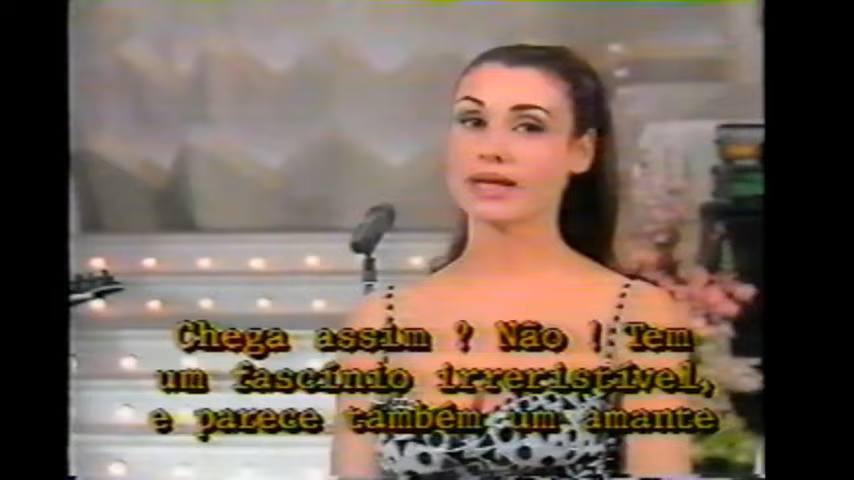 Chega assim ? Não ! Tem
um fascínio irreristível,
e parece também um amante